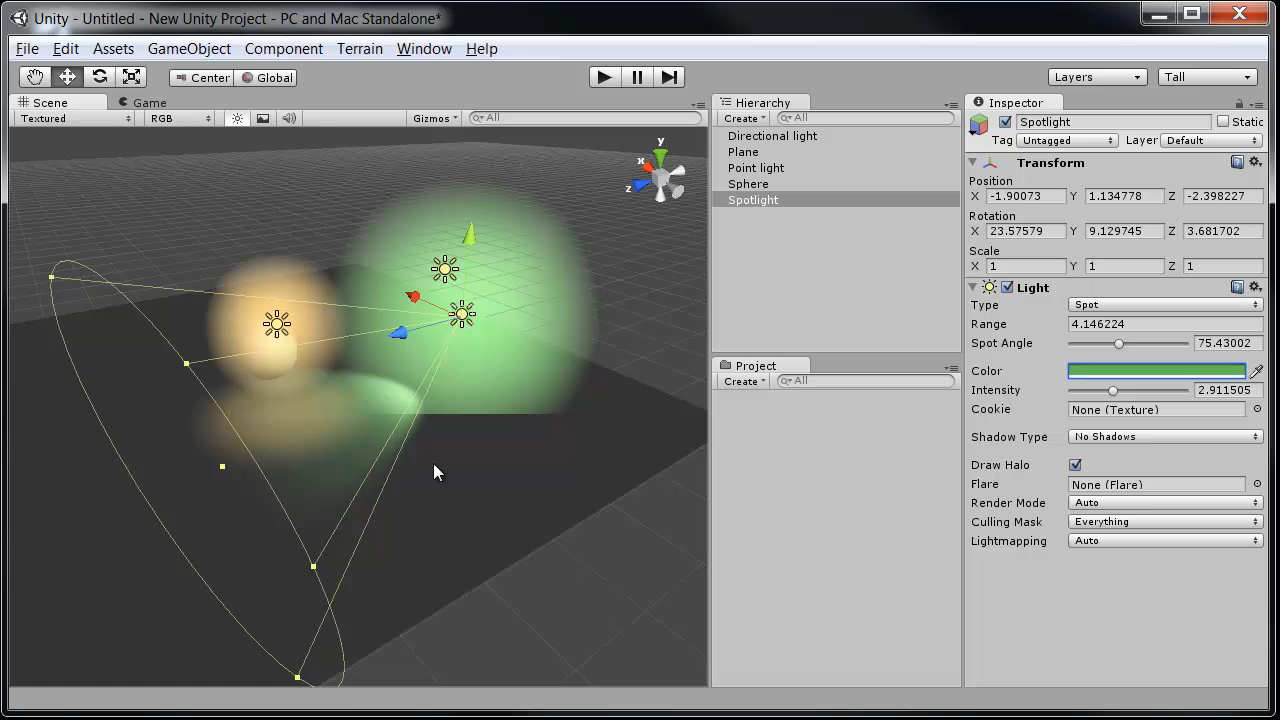 Unity - Untitled - New Unity Project - PC and Mac Standalone*
File Edit Assets GameObject Component Terrain Window Help
Center Global Layers Tall
Scene Game
Textured RGB Gizmos All
y
x
z
Hierarchy
Create All
Directional light
Plane
Point light
Sphere
Spotlight
Project
Create All
Inspector
Spotlight Static
Tag Untagged Layer Default
Transform
Position
X -1.90073 Y 1.134778 Z -2.398227
Rotation
X 23.57579 Y 9.129745 Z 3.681702
Scale
X 1 Y 1 Z 1
Light
Type Spot
Range 4.146224
Spot Angle 75.43002
Color
Intensity 2.911505
Cookie None (Texture)
Shadow Type No Shadows
Draw Halo
Flare None (Flare)
Render Mode Auto
Culling Mask Everything
Lightmapping Auto